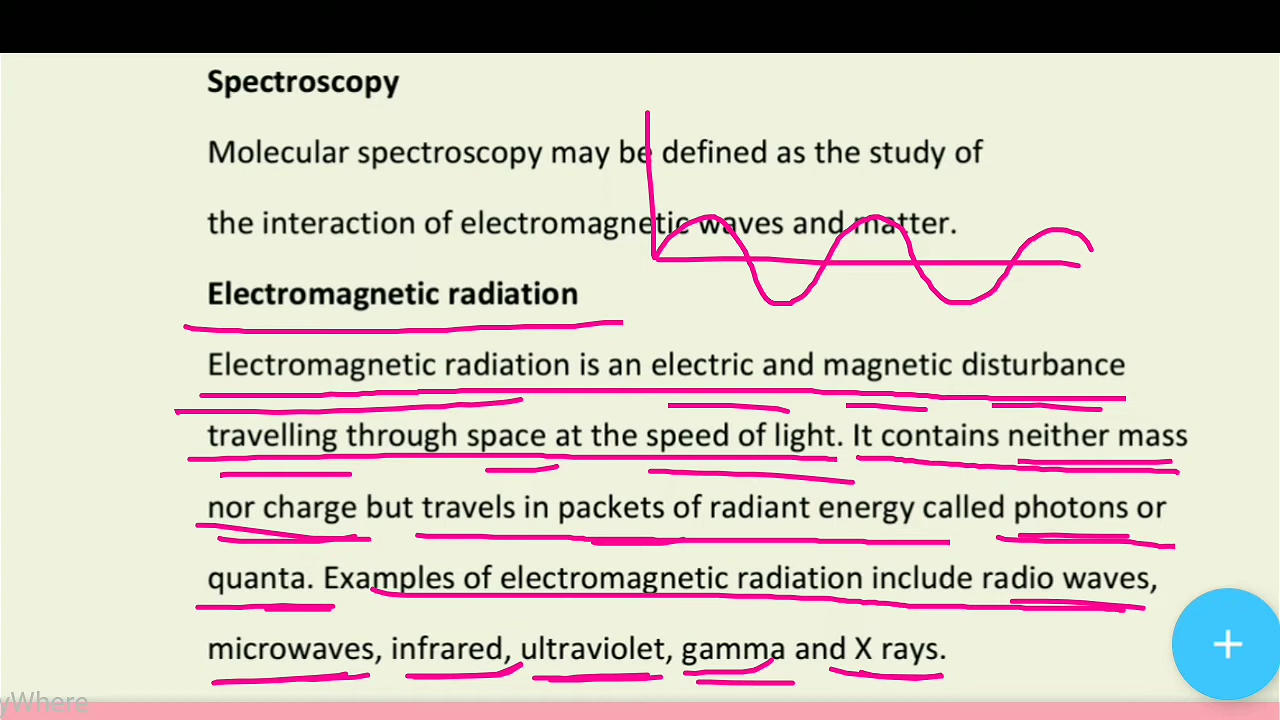 Spectroscopy
Molecular spectroscopy may be defined as the study of
the interaction of electromagnetic waves and matter.
Electromagnetic radiation
Electromagnetic radiation is an electric and magnetic disturbance
travelling through space at the speed of light. It contains neither mass
nor charge but travels in packets of radiant energy called photons or
quanta. Examples of electromagnetic radiation include radio waves,
microwaves, infrared, ultraviolet, gamma and X rays.
yWhere